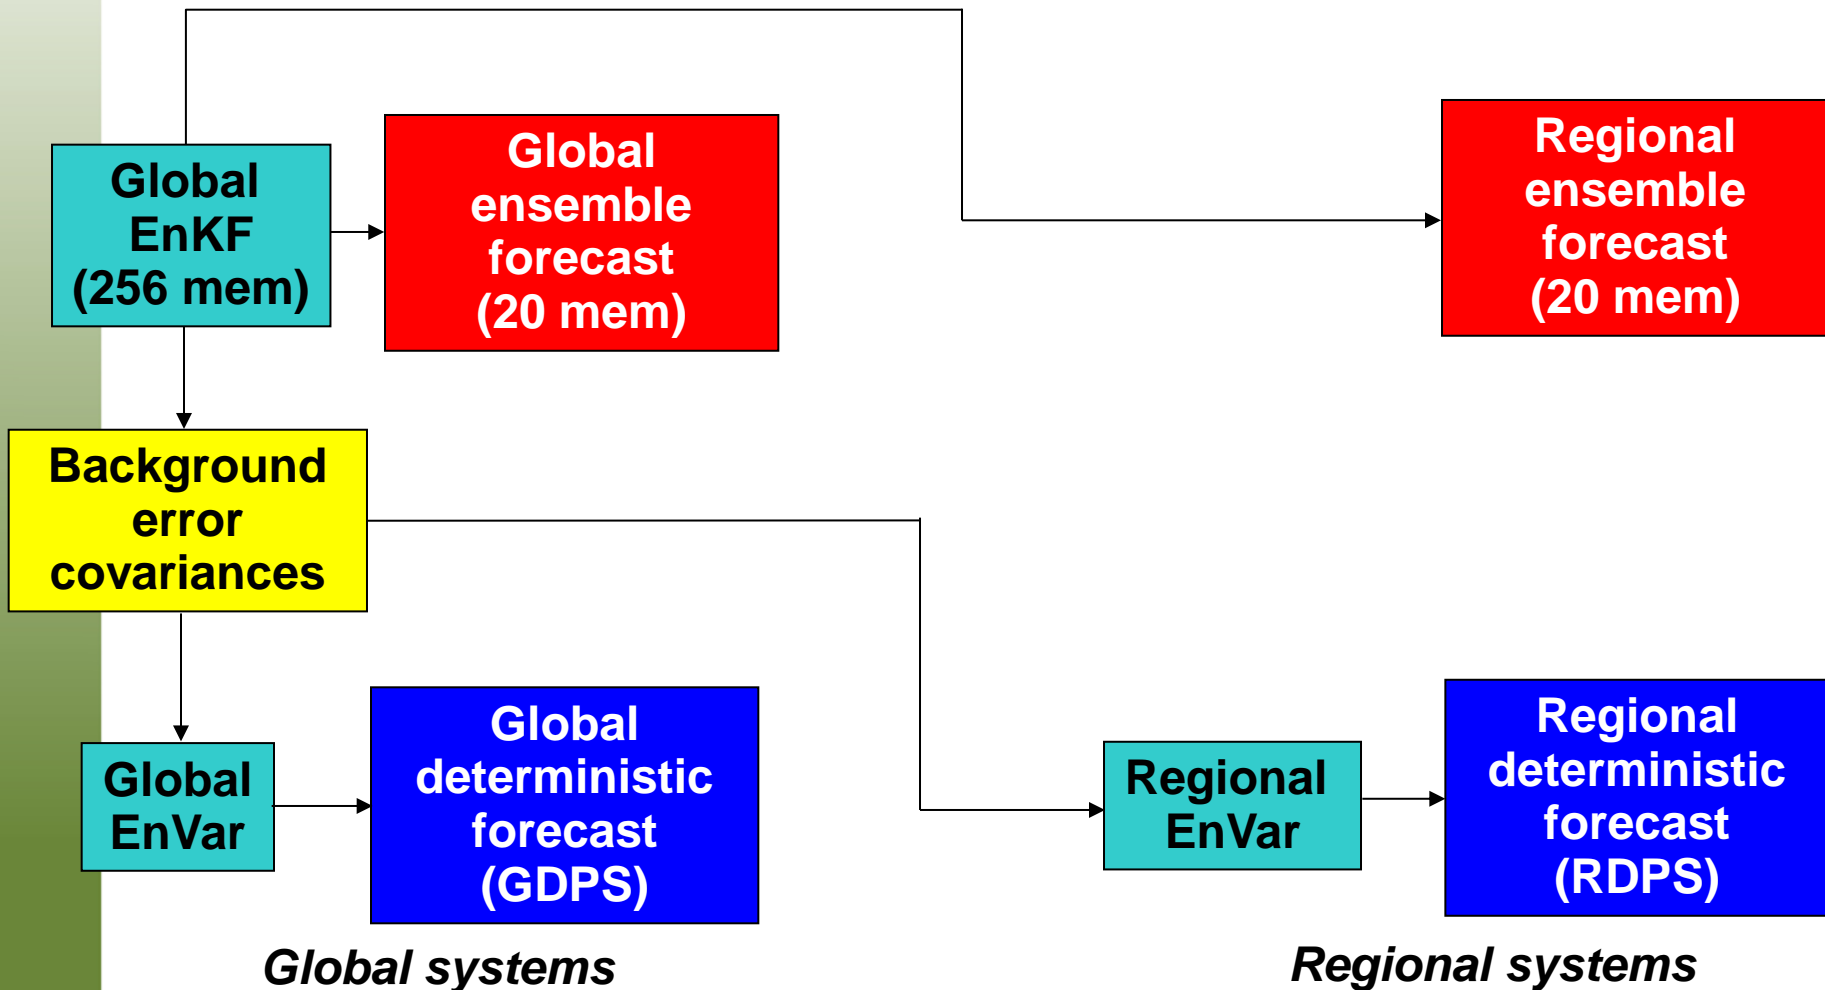 Global
EnKF
(256 mem)
Global
ensemble
forecast
(20 mem)
Regional
ensemble
forecast
(20 mem)
Background
error
covariances
Global
EnVar
Global
deterministic
forecast
(GDPS)
Regional
EnVar
Regional
deterministic
forecast
(RDPS)
Global systems
Regional systems